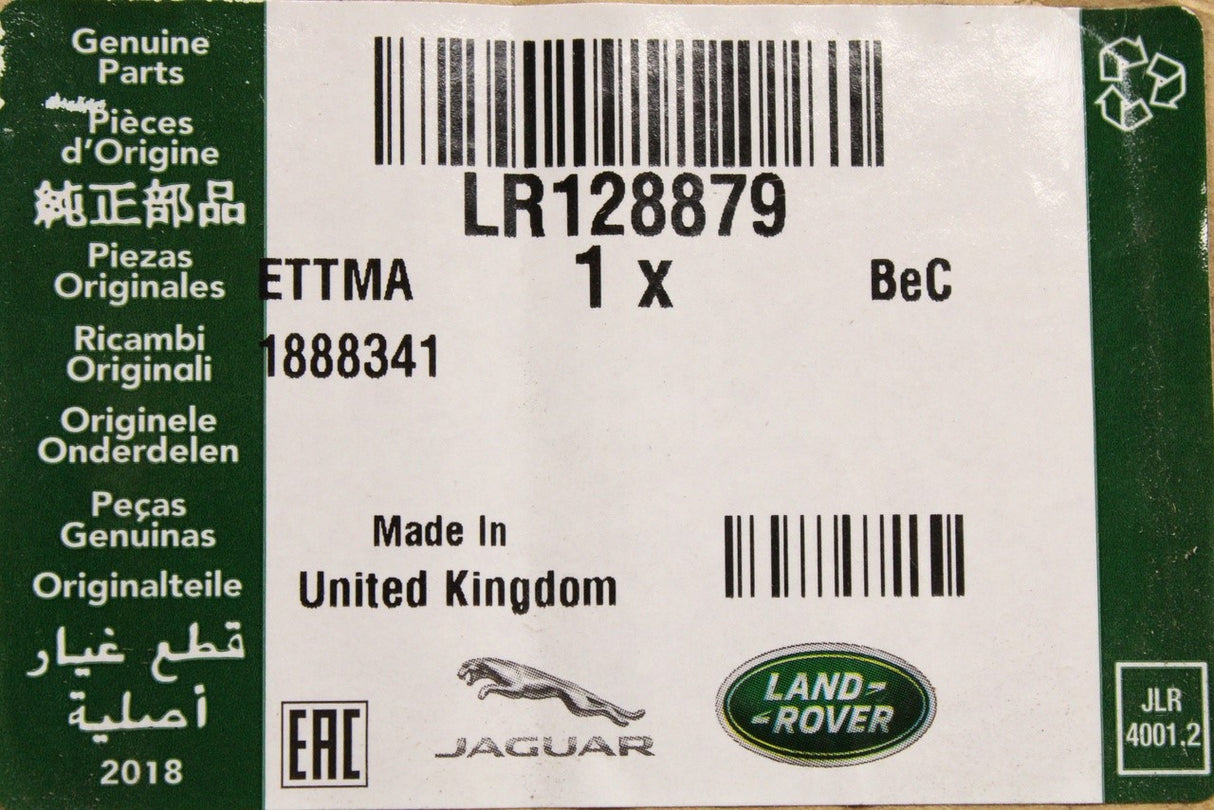 Genuine
Parts
Pièces
d'Origine
純正部品
Piezas
Originales
Ricambi
Originali
Originele
Onderdelen
Peças
Genuinas
Originalteile
قطع غيار
أصلية
2018
LR128879
ETTMA 1 x BeC
1888341
Made In
United Kingdom
EAC
JAGUAR
LAND-
-ROVER
JLR
4001.2